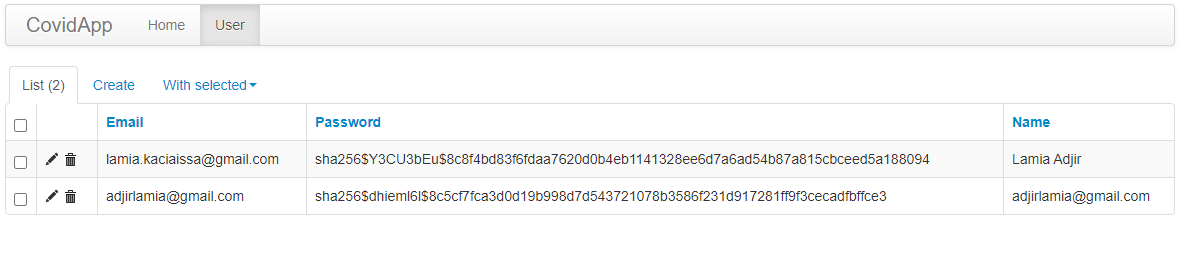 CovidApp Home User
List (2) Create With selected
Email Password Name
lamia.kaciaissa@gmail.com sha256$Y3CU3bEu$8c8f4bd83f6fdaa7620d0b4eb1141328ee6d7a6ad54b87a815cbceed5a188094 Lamia Adjir
adjirlamia@gmail.com sha256$dhieml6l$8c5cf7fca3d0d19b998d7d543721078b3586f231d917281ff9f3cecadfbffce3 adjirlamia@gmail.com